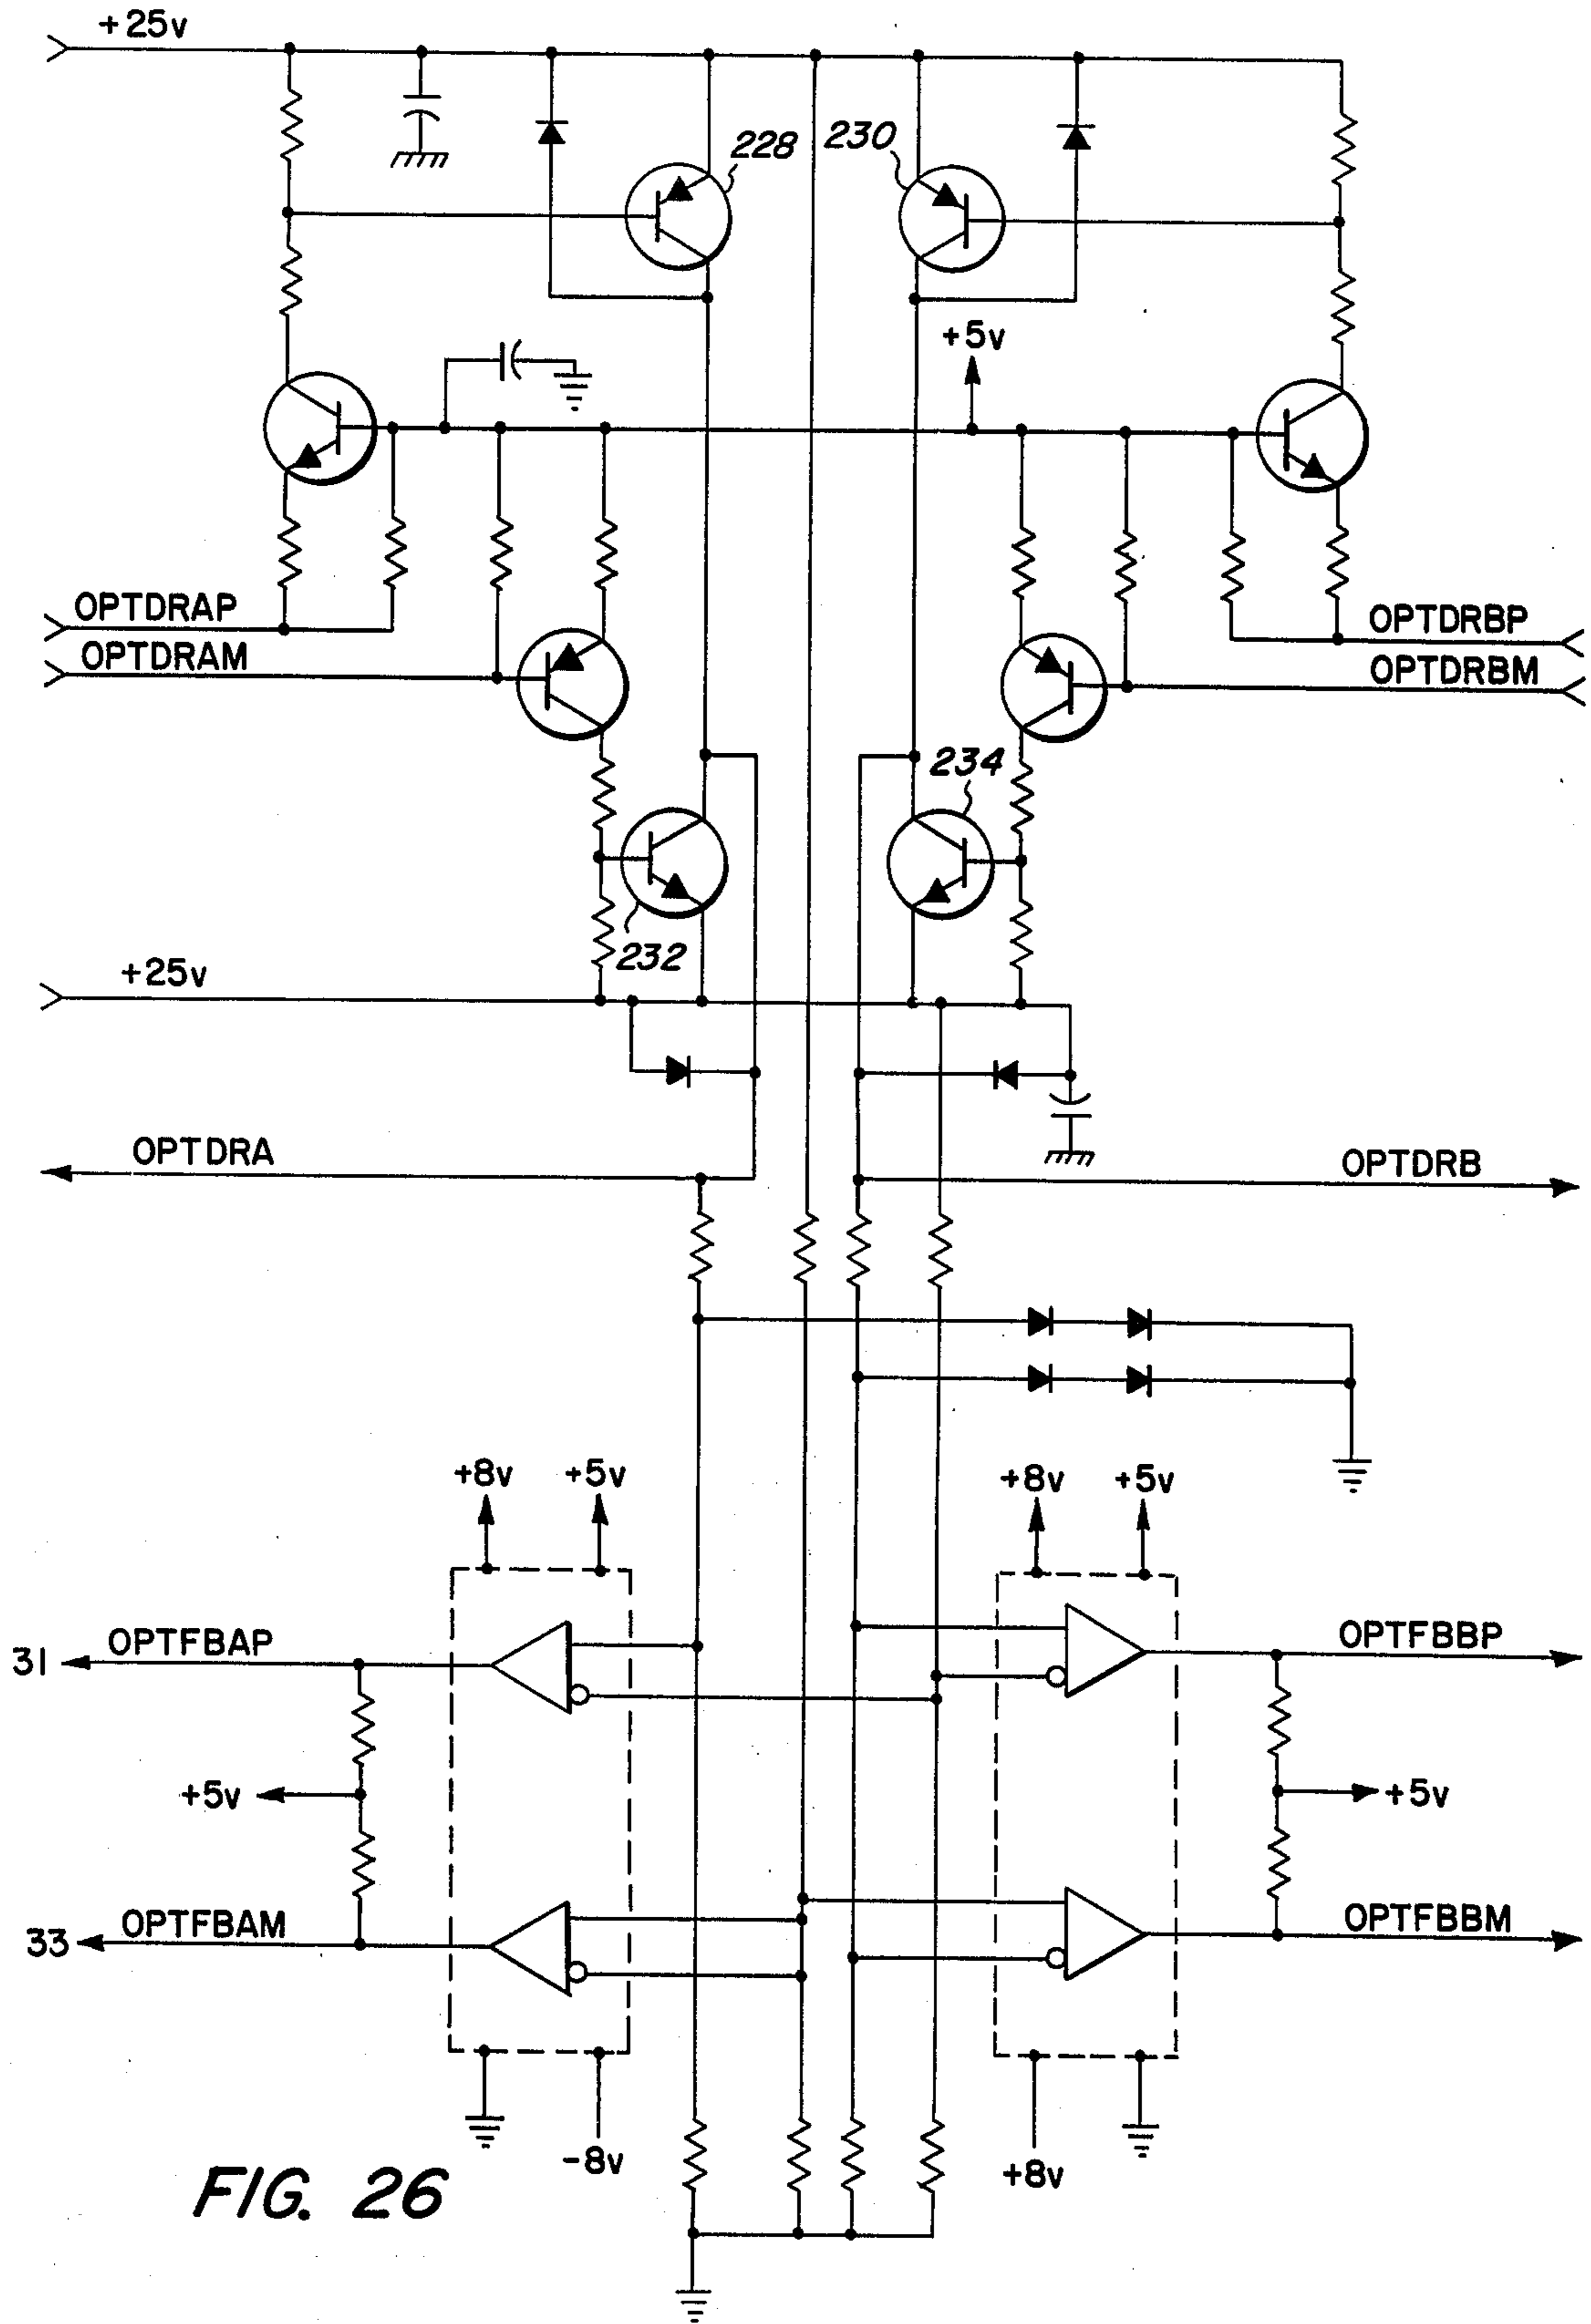 +25v
228
230
+5v
OPTDRAP
OPTDRBP
OPTDRAM
OPTDRBM
234
232
+25v
OPTDRA
OPTDRB
+8v
+5v
+8v
+5v
31
OPTFBAP
OPTFBBP
+5v
+5v
33
OPTFBAM
OPTFBBM
-8v
+8v
FIG. 26